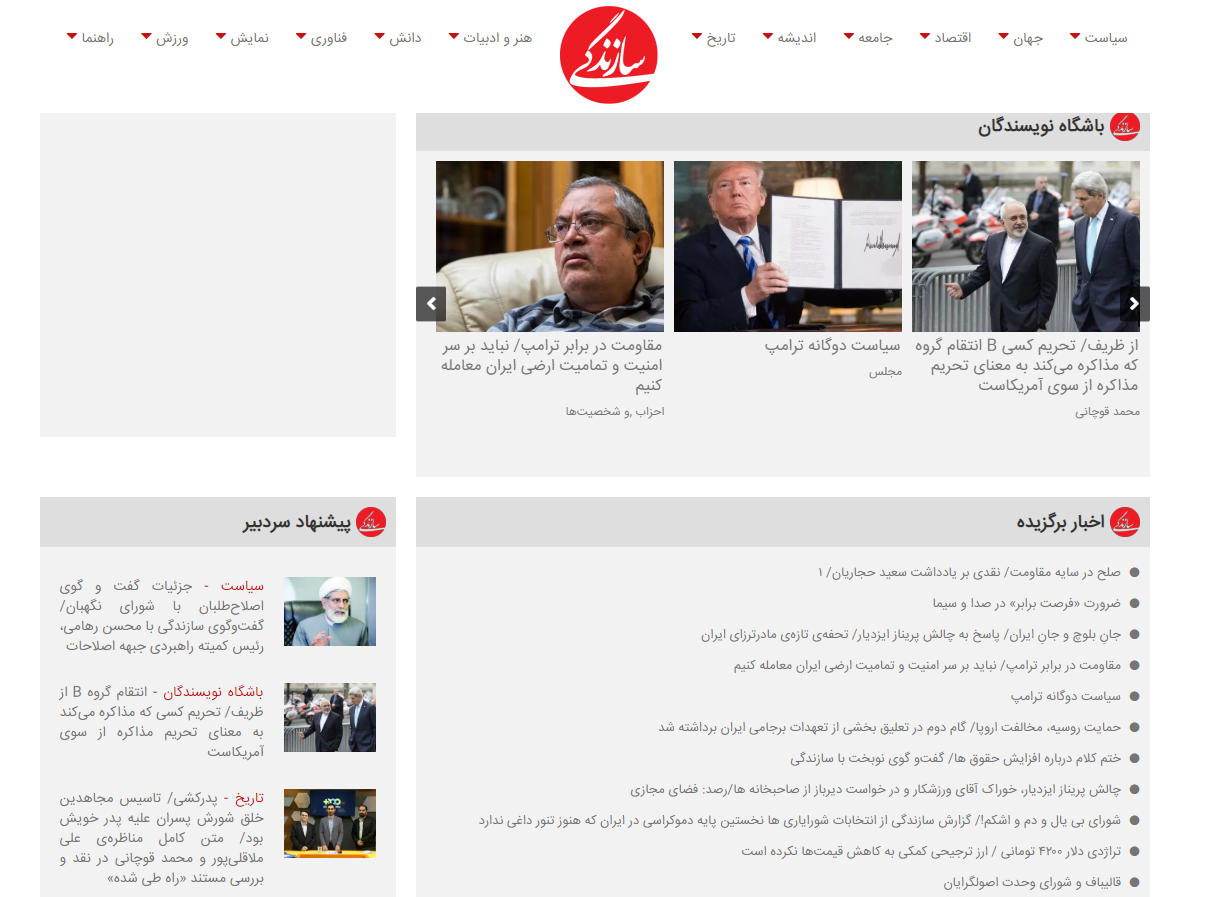 سیاست
جهان
اقتصاد
جامعه
اندیشه
تاریخ
سازندگی
هنر و ادبیات
دانش
فناوری
نمایش
ورزش
راهنما
باشگاه نویسندگان
از ظریف/ تحریم کسی B انتقام گروه
که مذاکره می‌کند به معنای تحریم
مذاکره از سوی آمریکاست
محمد قوچانی
سیاست دوگانه ترامپ
مجلس
مقاومت در برابر ترامپ/ نباید بر سر
امنیت و تمامیت ارضی ایران معامله
کنیم
احزاب ,و شخصیت‌ها
اخبار برگزیده
صلح در سایه مقاومت/ نقدی بر یادداشت سعید حجاریان/ ۱
ضرورت «فرصت برابر» در صدا و سیما
جانِ بلوچ و جانِ ایران/ پاسخ به چالش پریناز ایزدیار/ تحفه‌ی تازه‌ی مادرترزای ایران
مقاومت در برابر ترامپ/ نباید بر سر امنیت و تمامیت ارضی ایران معامله کنیم
سیاست دوگانه ترامپ
حمایت روسیه، مخالفت اروپا/ گام دوم در تعلیق بخشی از تعهدات برجامی ایران برداشته شد
ختم کلام درباره افزایش حقوق ها/ گفت‌و گوی نوبخت با سازندگی
چالش پریناز ایزدیار، خوراک آقای ورزشکار و در خواست دیرباز از صاحبخانه ها/رصد: فضای مجازی
شورای بی یال و دم و اشکم!/ گزارش سازندگی از انتخابات شورایاری ها نخستین پایه دموکراسی در ایران که هنوز تنور داغی ندارد
تراژدی دلار ۴۲۰۰ تومانی / ارز ترجیحی کمکی به کاهش قیمت‌ها نکرده است
قالیباف و شورای وحدت اصولگرایان
پیشنهاد سردبیر
سیاست - جزئیات گفت و گوی
اصلاح‌طلبان با شورای نگهبان/
گفت‌وگوی سازندگی با محسن رهامی،
رئیس کمیته راهبردی جبهه اصلاحات
باشگاه نویسندگان - انتقام گروه B از
ظریف/ تحریم کسی که مذاکره می‌کند
به معنای تحریم مذاکره از سوی
آمریکاست
تاریخ - پدرکشی/ تاسیس مجاهدین
خلق شورش پسران علیه پدر خویش
بود/ متن کامل مناظره‌ی علی
ملاقلی‌پور و محمد قوچانی در نقد و
بررسی مستند «راه طی شده»